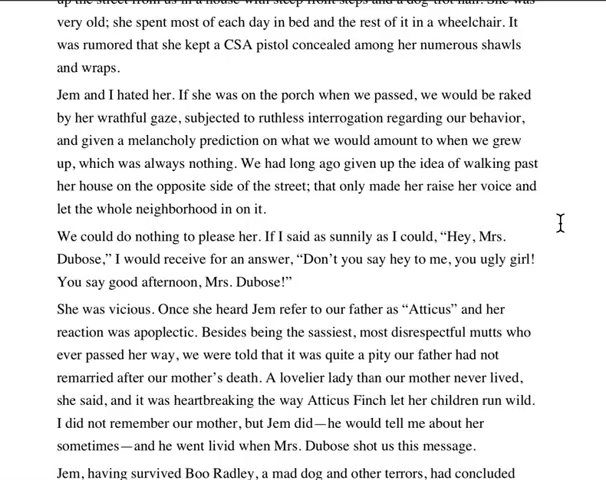 up the street from us in a house with steep front steps and a dog-trot hall. She was
very old; she spent most of each day in bed and the rest of it in a wheelchair. It
was rumored that she kept a CSA pistol concealed among her numerous shawls
and wraps.
Jem and I hated her. If she was on the porch when we passed, we would be raked
by her wrathful gaze, subjected to ruthless interrogation regarding our behavior,
and given a melancholy prediction on what we would amount to when we grew
up, which was always nothing. We had long ago given up the idea of walking past
her house on the opposite side of the street; that only made her raise her voice and
let the whole neighborhood in on it.
We could do nothing to please her. If I said as sunnily as I could, “Hey, Mrs.
Dubose,” I would receive for an answer, “Don’t you say hey to me, you ugly girl!
You say good afternoon, Mrs. Dubose!”
She was vicious. Once she heard Jem refer to our father as “Atticus” and her
reaction was apoplectic. Besides being the sassiest, most disrespectful mutts who
ever passed her way, we were told that it was quite a pity our father had not
remarried after our mother’s death. A lovelier lady than our mother never lived,
she said, and it was heartbreaking the way Atticus Finch let her children run wild.
I did not remember our mother, but Jem did—he would tell me about her
sometimes—and he went livid when Mrs. Dubose shot us this message.
Jem, having survived Boo Radley, a mad dog and other terrors, had concluded